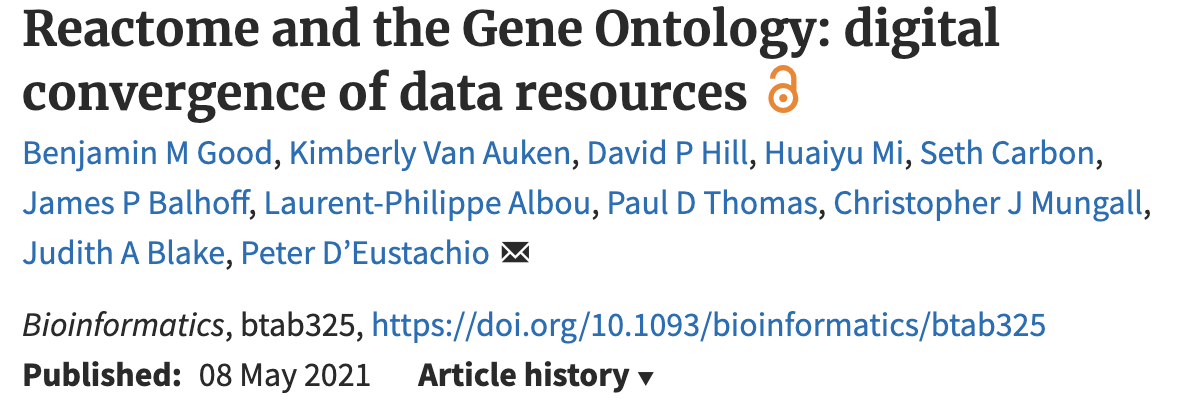 Reactome and the Gene Ontology: digital
convergence of data resources
Benjamin M Good, Kimberly Van Auken, David P Hill, Huaiyu Mi, Seth Carbon,
James P Balhoff, Laurent-Philippe Albou, Paul D Thomas, Christopher J Mungall,
Judith A Blake, Peter D’Eustachio
Bioinformatics, btab325, https://doi.org/10.1093/bioinformatics/btab325
Published: 08 May 2021 Article history ▾